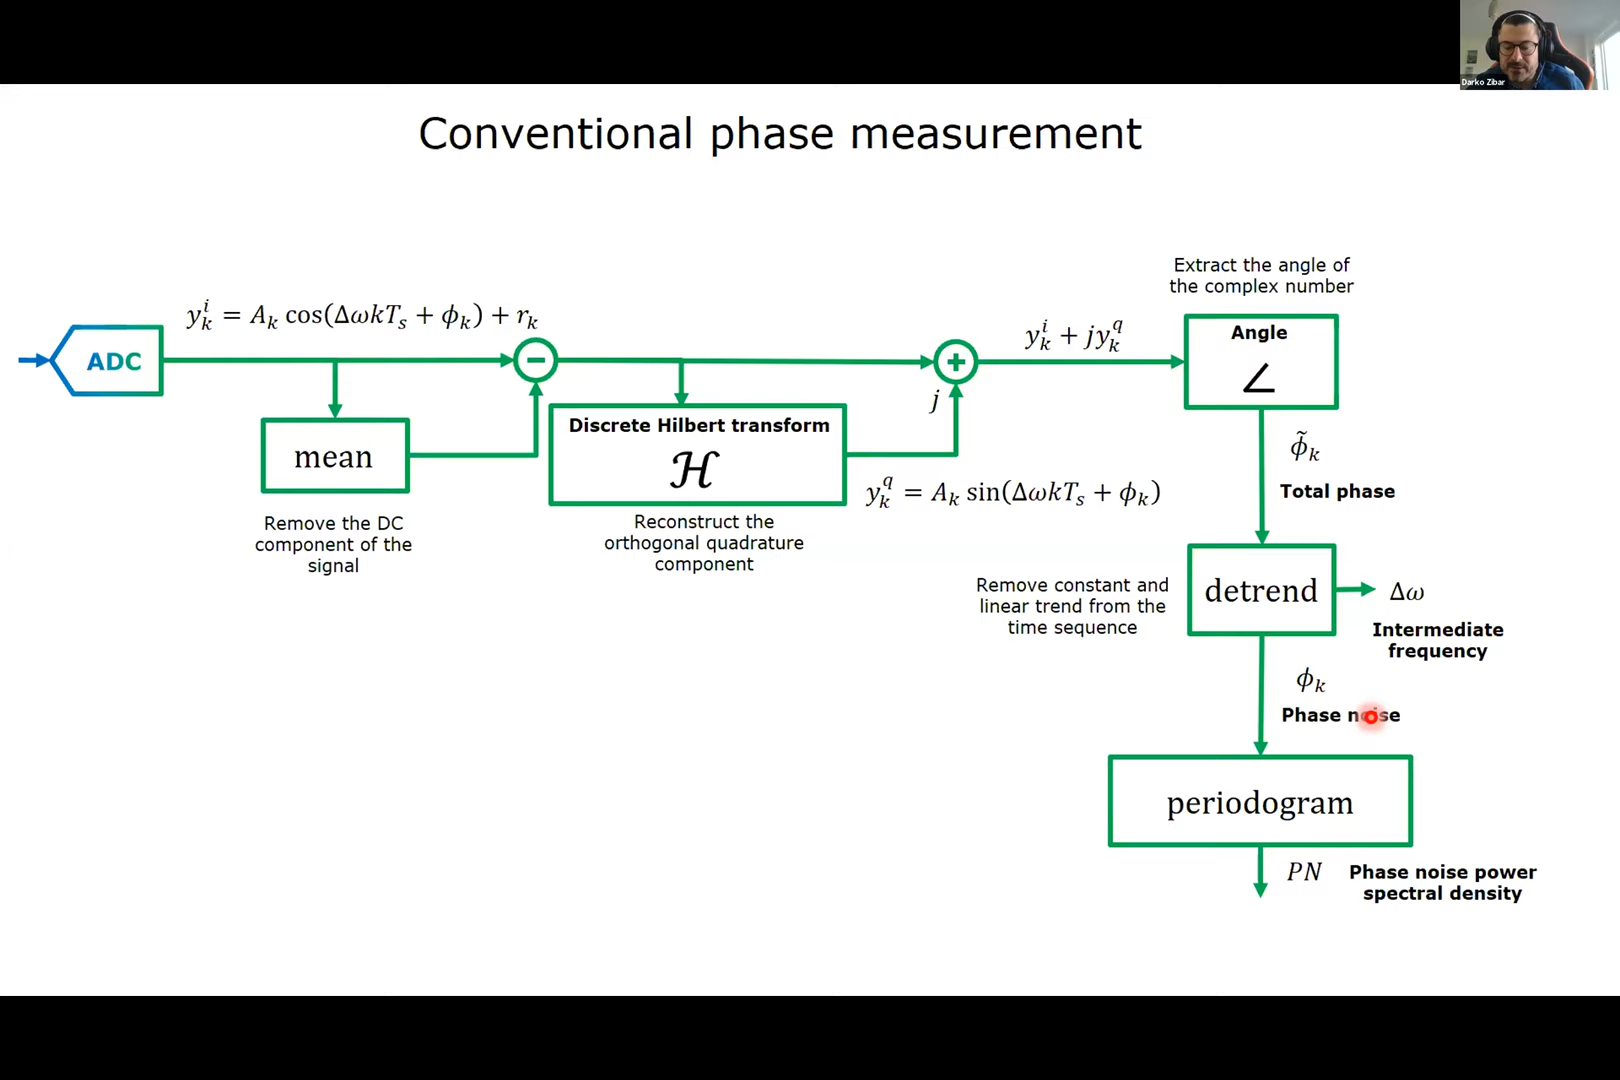 Darko Zibar
Conventional phase measurement
Extract the angle of
the complex number
ADC
y_k^i = A_k cos(ΔωkT_s + ϕ_k) + r_k
−
+
j
y_k^i + jy_k^q
Angle
∠
mean
Remove the DC
component of the
signal
Discrete Hilbert transform
ℋ
Reconstruct the
orthogonal quadrature
component
y_k^q = A_k sin(ΔωkT_s + ϕ_k)
ϕ̃_k
Total phase
Remove constant and
linear trend from the
time sequence
detrend
Δω
Intermediate
frequency
ϕ_k
Phase noise
periodogram
PN
Phase noise power
spectral density